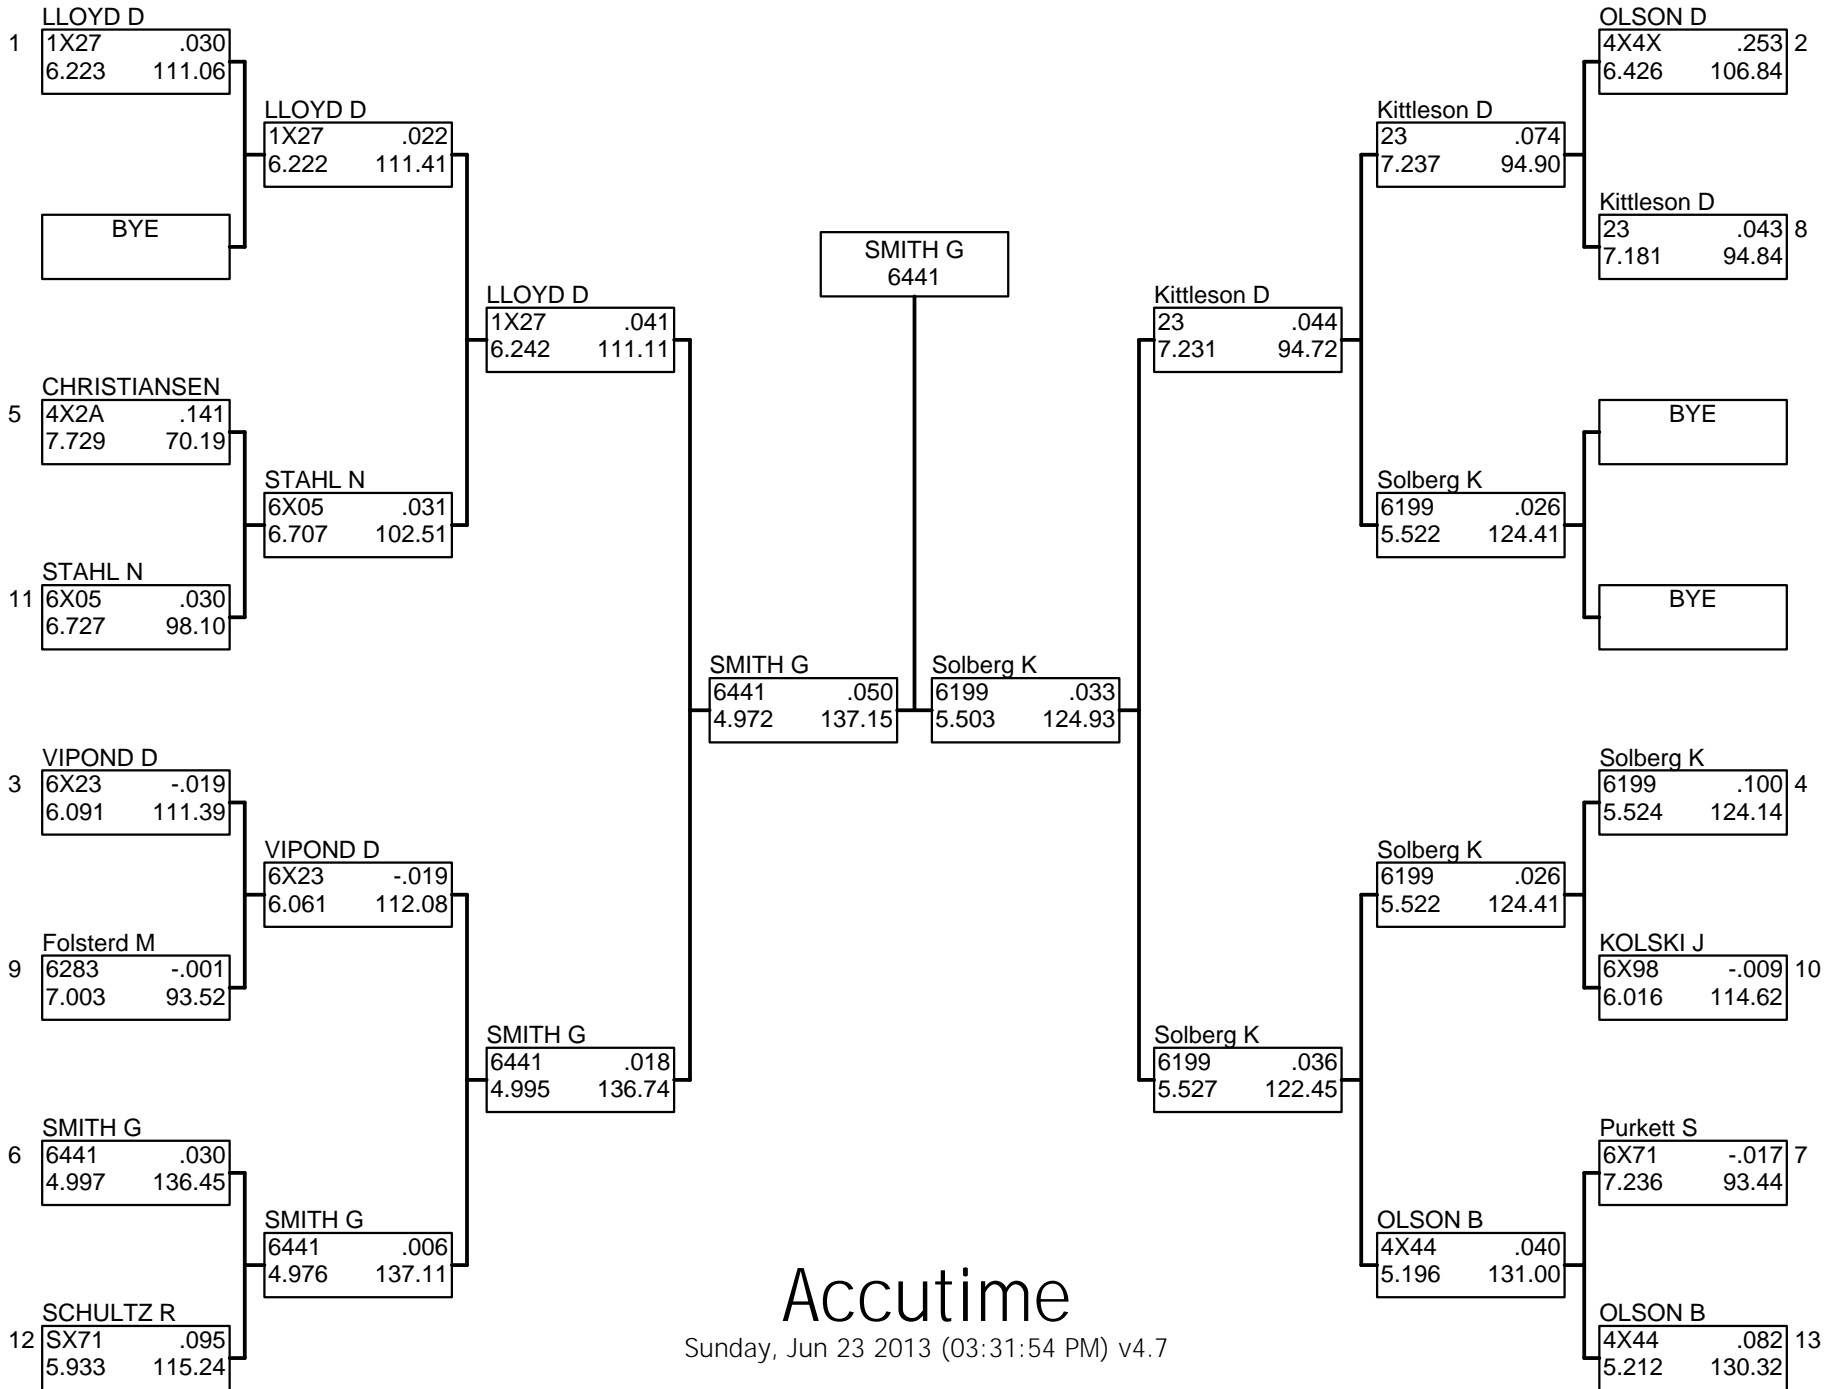 LLOYD D
1 1X27 .030
6.223 111.06
BYE
CHRISTIANSEN
5 4X2A .141
7.729 70.19
STAHL N
11 6X05 .030
6.727 98.10
VIPOND D
3 6X23 -.019
6.091 111.39
Folsterd M
9 6283 -.001
7.003 93.52
SMITH G
6 6441 .030
4.997 136.45
SCHULTZ R
12 SX71 .095
5.933 115.24
LLOYD D
1X27 .022
6.222 111.41
STAHL N
6X05 .031
6.707 102.51
VIPOND D
6X23 -.019
6.061 112.08
SMITH G
6441 .006
4.976 137.11
LLOYD D
1X27 .041
6.242 111.11
SMITH G
6441 .018
4.995 136.74
SMITH G
6441 .050
4.972 137.15
SMITH G
6441
Solberg K
6199 .033
5.503 124.93
Kittleson D
23 .044
7.231 94.72
Solberg K
6199 .036
5.527 122.45
Kittleson D
23 .074
7.237 94.90
Solberg K
6199 .026
5.522 124.41
Solberg K
6199 .026
5.522 124.41
OLSON B
4X44 .040
5.196 131.00
OLSON D
4X4X .253 2
6.426 106.84
Kittleson D
23 .043 8
7.181 94.84
BYE
BYE
Solberg K
6199 .100 4
5.524 124.14
KOLSKI J
6X98 -.009 10
6.016 114.62
Purkett S
6X71 -.017 7
7.236 93.44
OLSON B
4X44 .082 13
5.212 130.32
Accutime
Sunday, Jun 23 2013 (03:31:54 PM) v4.7